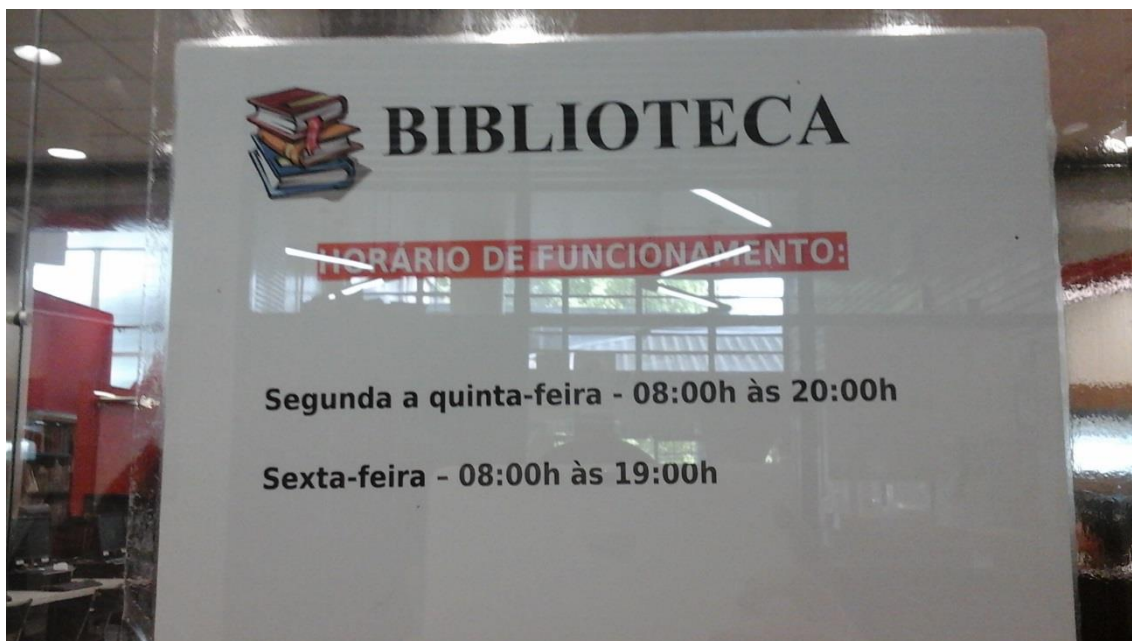 BIBLIOTECA
HORÁRIO DE FUNCIONAMENTO:
Segunda a quinta-feira - 08:00h às 20:00h
Sexta-feira – 08:00h às 19:00h